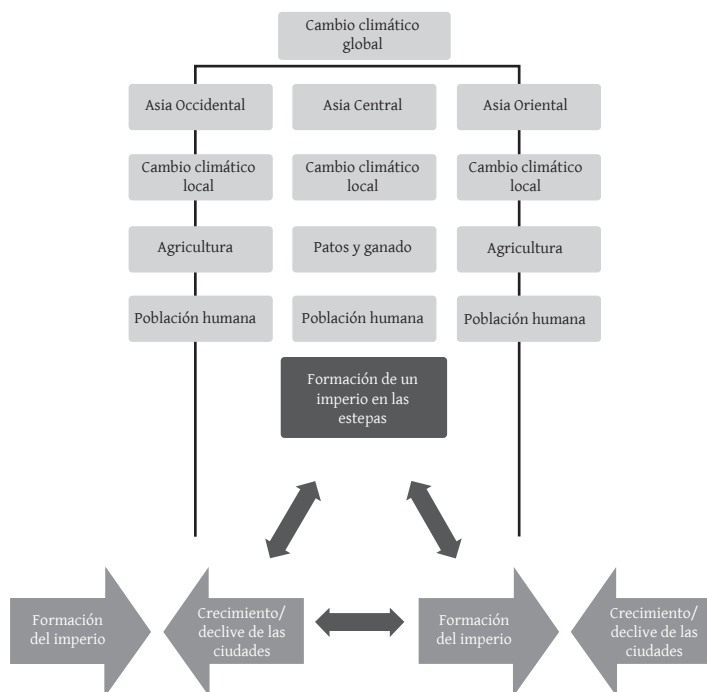 Cambio climático
global
Asia Occidental
Asia Central
Asia Oriental
Cambio climático
local
Cambio climático
local
Cambio climático
local
Agricultura
Patos y ganado
Agricultura
Población humana
Población humana
Población humana
Formación de un
imperio en las
estepas
Formación
del imperio
Crecimiento/
declive de las
ciudades
Formación
del imperio
Crecimiento/
declive de las
ciudades